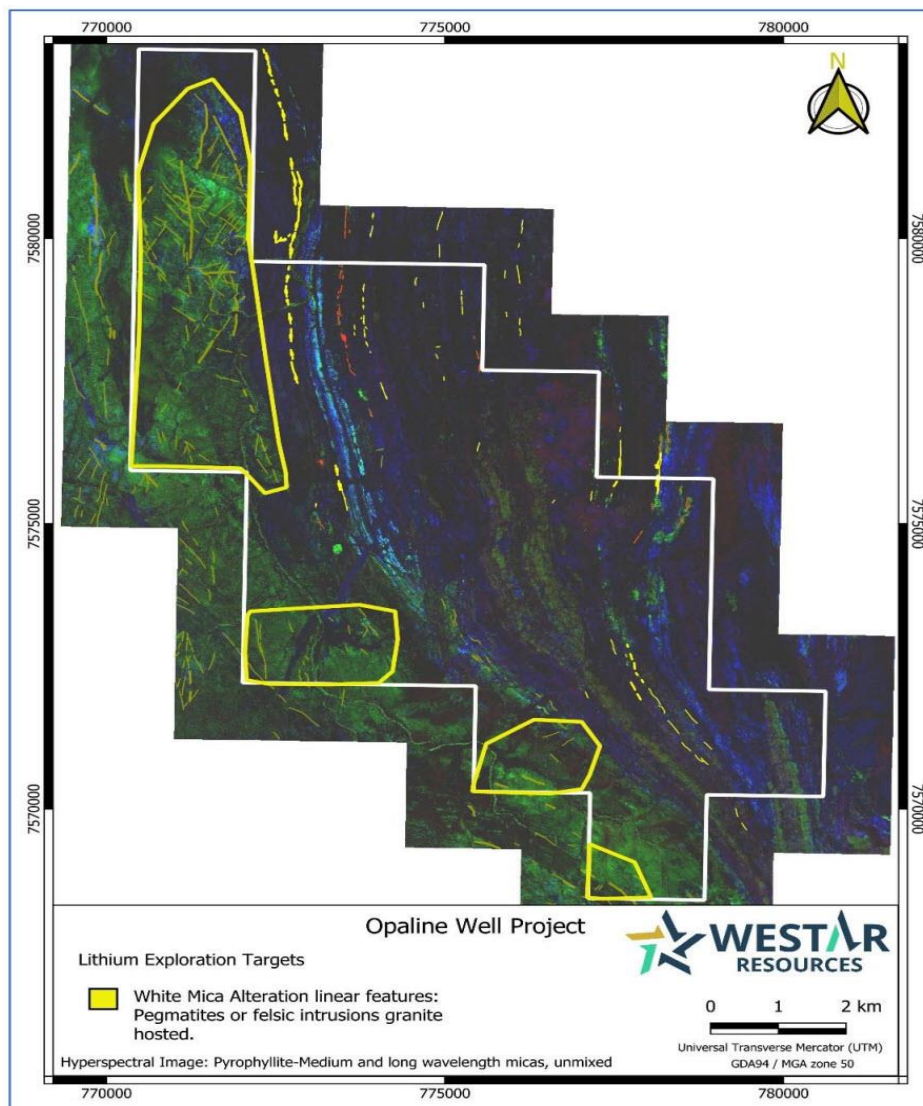 770000 775000 780000
N
7580000 7580000
7575000 7575000
7570000 7570000
Opaline Well Project
Lithium Exploration Targets
White Mica Alteration linear features:
Pegmatites or felsic intrusions granite
hosted.
Hyperspectral Image: Pyrophyllite-Medium and long wavelength micas, unmixed
WESTAR
RESOURCES
0 1 2 km
Universal Transverse Mercator (UTM)
GDA94 / MGA zone 50
770000 775000 780000